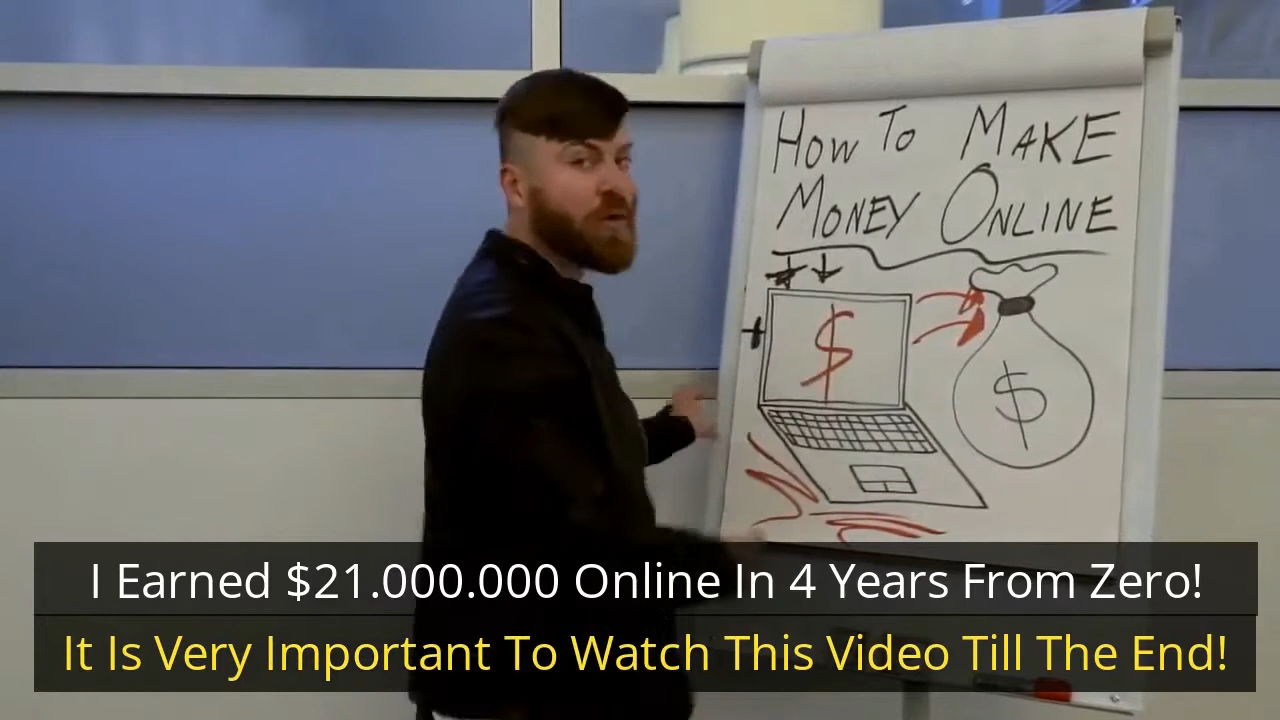 HOW TO MAKE
MONEY ONLINE
$
$
I Earned $21.000.000 Online In 4 Years From Zero!
It Is Very Important To Watch This Video Till The End!